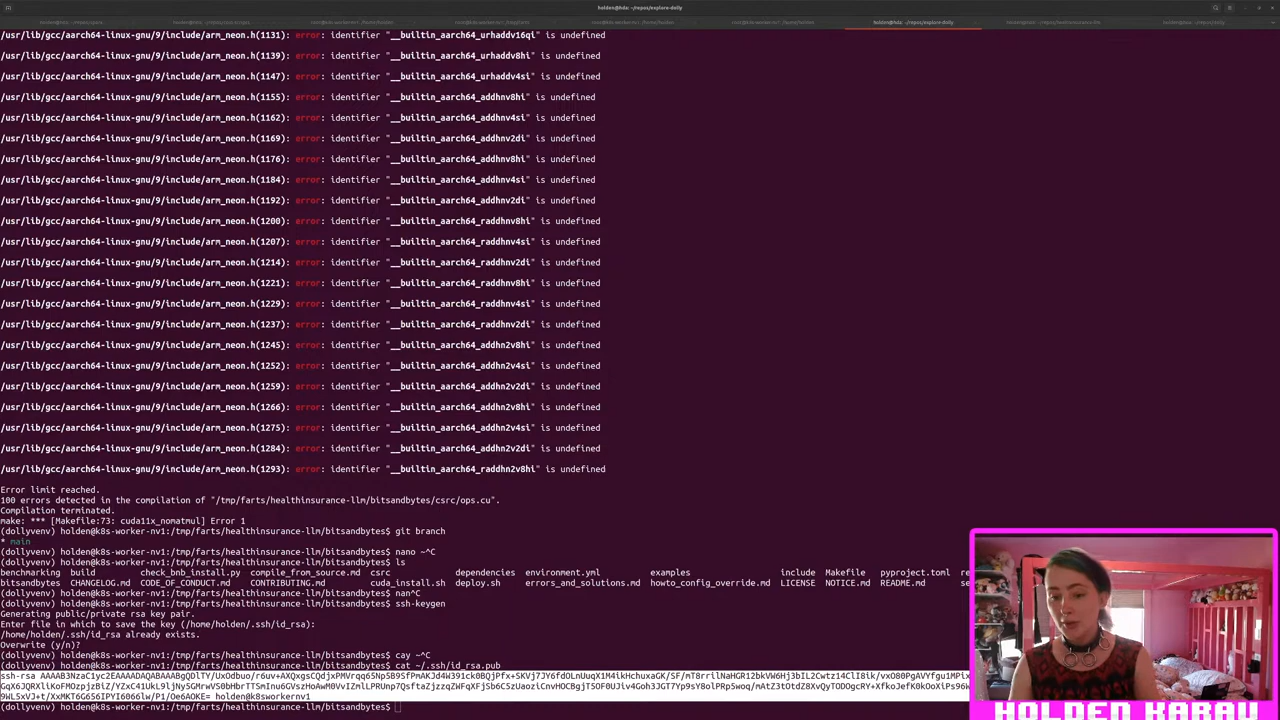 holden@hda: ~/repos/explore-dolly
holden@hda: ~/repos/explore-dolly
/usr/lib/gcc/aarch64-linux-gnu/9/include/arm_neon.h(1131): error: identifier "__builtin_aarch64_urhaddv16qi" is undefined
/usr/lib/gcc/aarch64-linux-gnu/9/include/arm_neon.h(1139): error: identifier "__builtin_aarch64_urhaddv8hi" is undefined
/usr/lib/gcc/aarch64-linux-gnu/9/include/arm_neon.h(1147): error: identifier "__builtin_aarch64_urhaddv4si" is undefined
/usr/lib/gcc/aarch64-linux-gnu/9/include/arm_neon.h(1155): error: identifier "__builtin_aarch64_addhnv8hi" is undefined
/usr/lib/gcc/aarch64-linux-gnu/9/include/arm_neon.h(1162): error: identifier "__builtin_aarch64_addhnv4si" is undefined
/usr/lib/gcc/aarch64-linux-gnu/9/include/arm_neon.h(1169): error: identifier "__builtin_aarch64_addhnv2di" is undefined
/usr/lib/gcc/aarch64-linux-gnu/9/include/arm_neon.h(1176): error: identifier "__builtin_aarch64_addhnv8hi" is undefined
/usr/lib/gcc/aarch64-linux-gnu/9/include/arm_neon.h(1184): error: identifier "__builtin_aarch64_addhnv4si" is undefined
/usr/lib/gcc/aarch64-linux-gnu/9/include/arm_neon.h(1192): error: identifier "__builtin_aarch64_addhnv2di" is undefined
/usr/lib/gcc/aarch64-linux-gnu/9/include/arm_neon.h(1200): error: identifier "__builtin_aarch64_raddhnv8hi" is undefined
/usr/lib/gcc/aarch64-linux-gnu/9/include/arm_neon.h(1207): error: identifier "__builtin_aarch64_raddhnv4si" is undefined
/usr/lib/gcc/aarch64-linux-gnu/9/include/arm_neon.h(1214): error: identifier "__builtin_aarch64_raddhnv2di" is undefined
/usr/lib/gcc/aarch64-linux-gnu/9/include/arm_neon.h(1221): error: identifier "__builtin_aarch64_raddhnv8hi" is undefined
/usr/lib/gcc/aarch64-linux-gnu/9/include/arm_neon.h(1229): error: identifier "__builtin_aarch64_raddhnv4si" is undefined
/usr/lib/gcc/aarch64-linux-gnu/9/include/arm_neon.h(1237): error: identifier "__builtin_aarch64_raddhnv2di" is undefined
/usr/lib/gcc/aarch64-linux-gnu/9/include/arm_neon.h(1245): error: identifier "__builtin_aarch64_addhn2v8hi" is undefined
/usr/lib/gcc/aarch64-linux-gnu/9/include/arm_neon.h(1252): error: identifier "__builtin_aarch64_addhn2v4si" is undefined
/usr/lib/gcc/aarch64-linux-gnu/9/include/arm_neon.h(1259): error: identifier "__builtin_aarch64_addhn2v2di" is undefined
/usr/lib/gcc/aarch64-linux-gnu/9/include/arm_neon.h(1266): error: identifier "__builtin_aarch64_addhn2v8hi" is undefined
/usr/lib/gcc/aarch64-linux-gnu/9/include/arm_neon.h(1275): error: identifier "__builtin_aarch64_addhn2v4si" is undefined
/usr/lib/gcc/aarch64-linux-gnu/9/include/arm_neon.h(1284): error: identifier "__builtin_aarch64_addhn2v2di" is undefined
/usr/lib/gcc/aarch64-linux-gnu/9/include/arm_neon.h(1293): error: identifier "__builtin_aarch64_raddhn2v8hi" is undefined
Error limit reached.
100 errors detected in the compilation of "/tmp/farts/healthinsurance-llm/bitsandbytes/csrc/ops.cu".
Compilation terminated.
make: *** [Makefile:73: cuda11x_nomatmul] Error 1
(dollyvenv) holden@k8s-worker-nv1:/tmp/farts/healthinsurance-llm/bitsandbytes$ git branch
* main
(dollyvenv) holden@k8s-worker-nv1:/tmp/farts/healthinsurance-llm/bitsandbytes$ nano ~^C
(dollyvenv) holden@k8s-worker-nv1:/tmp/farts/healthinsurance-llm/bitsandbytes$ ls
benchmarking build check_bnb_install.py compile_from_source.md csrc dependencies environment.yml examples include Makefile pyproject.toml
bitsandbytes CHANGELOG.md CODE_OF_CONDUCT.md CONTRIBUTING.md cuda_install.sh deploy.sh errors_and_solutions.md howto_config_override.md LICENSE NOTICE.md README.md
(dollyvenv) holden@k8s-worker-nv1:/tmp/farts/healthinsurance-llm/bitsandbytes$ nan^C
(dollyvenv) holden@k8s-worker-nv1:/tmp/farts/healthinsurance-llm/bitsandbytes$ ssh-keygen
Generating public/private rsa key pair.
Enter file in which to save the key (/home/holden/.ssh/id_rsa):
/home/holden/.ssh/id_rsa already exists.
Overwrite (y/n)?
(dollyvenv) holden@k8s-worker-nv1:/tmp/farts/healthinsurance-llm/bitsandbytes$ cay ~^C
(dollyvenv) holden@k8s-worker-nv1:/tmp/farts/healthinsurance-llm/bitsandbytes$ cat ~/.ssh/id_rsa.pub
ssh-rsa
holden@k8sworkernv1
(dollyvenv) holden@k8s-worker-nv1:/tmp/farts/healthinsurance-llm/bitsandbytes$
HOLDEN KARAU